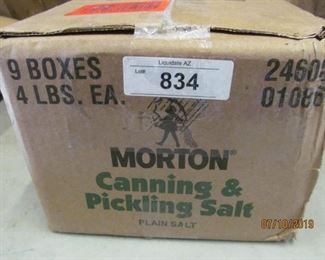 9 BOXES
4 LBS. EA.
Liquidate AZ
Lot#
834
24605
01086
MORTON®
Canning &
Pickling Salt
PLAIN SALT
07/10/2019